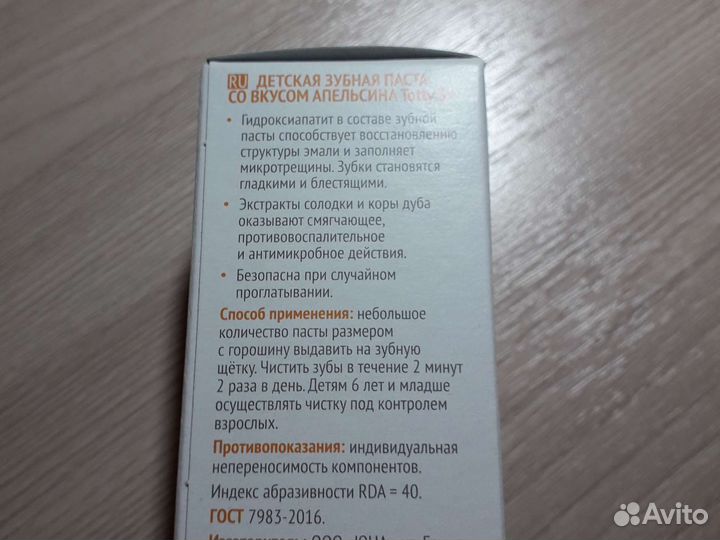 RU ДЕТСКАЯ ЗУБНАЯ ПАСТА
СО ВКУСОМ АПЕЛЬСИНА
• Гидроксиапатит в составе зубной
пасты способствует восстановлению
структуры эмали и заполняет
микротрещины. Зубки становятся
гладкими и блестящими.
• Экстракты солодки и коры дуба
оказывают смягчающее,
противовоспалительное
и антимикробное действия.
• Безопасна при случайном
проглатывании.
Способ применения: небольшое
количество пасты размером
с горошину выдавить на зубную
щётку. Чистить зубы в течение 2 минут
2 раза в день. Детям 6 лет и младше
осуществлять чистку под контролем
взрослых.
Противопоказания: индивидуальная
непереносимость компонентов.
Индекс абразивности RDA = 40.
ГОСТ 7983-2016.
Avito